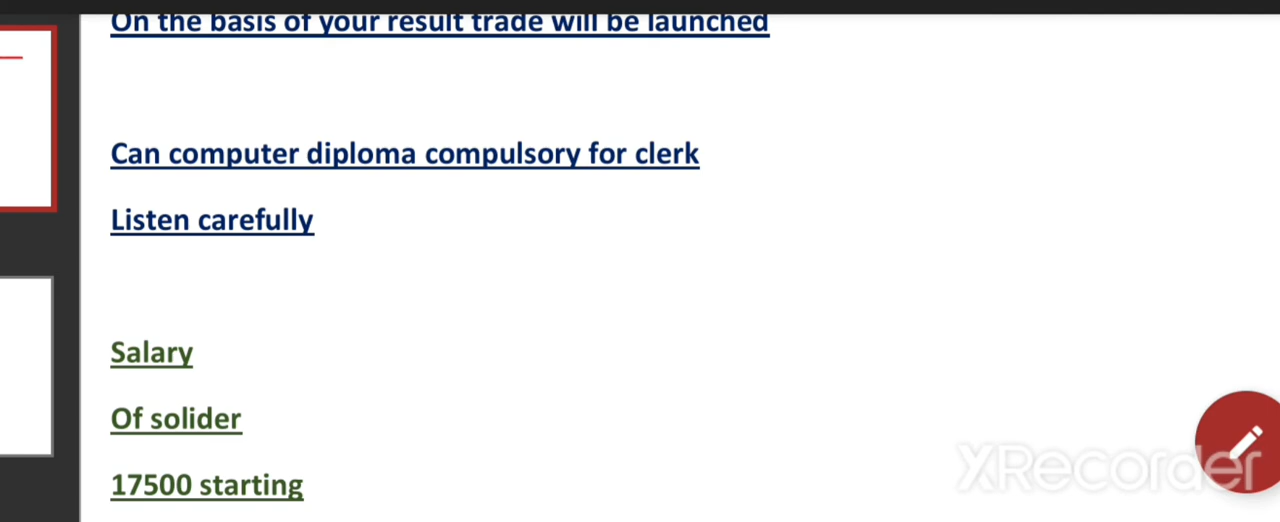 On the basis of your result trade will be launched
Can computer diploma compulsory for clerk
Listen carefully
Salary
Of solider
17500 starting
XRecorder